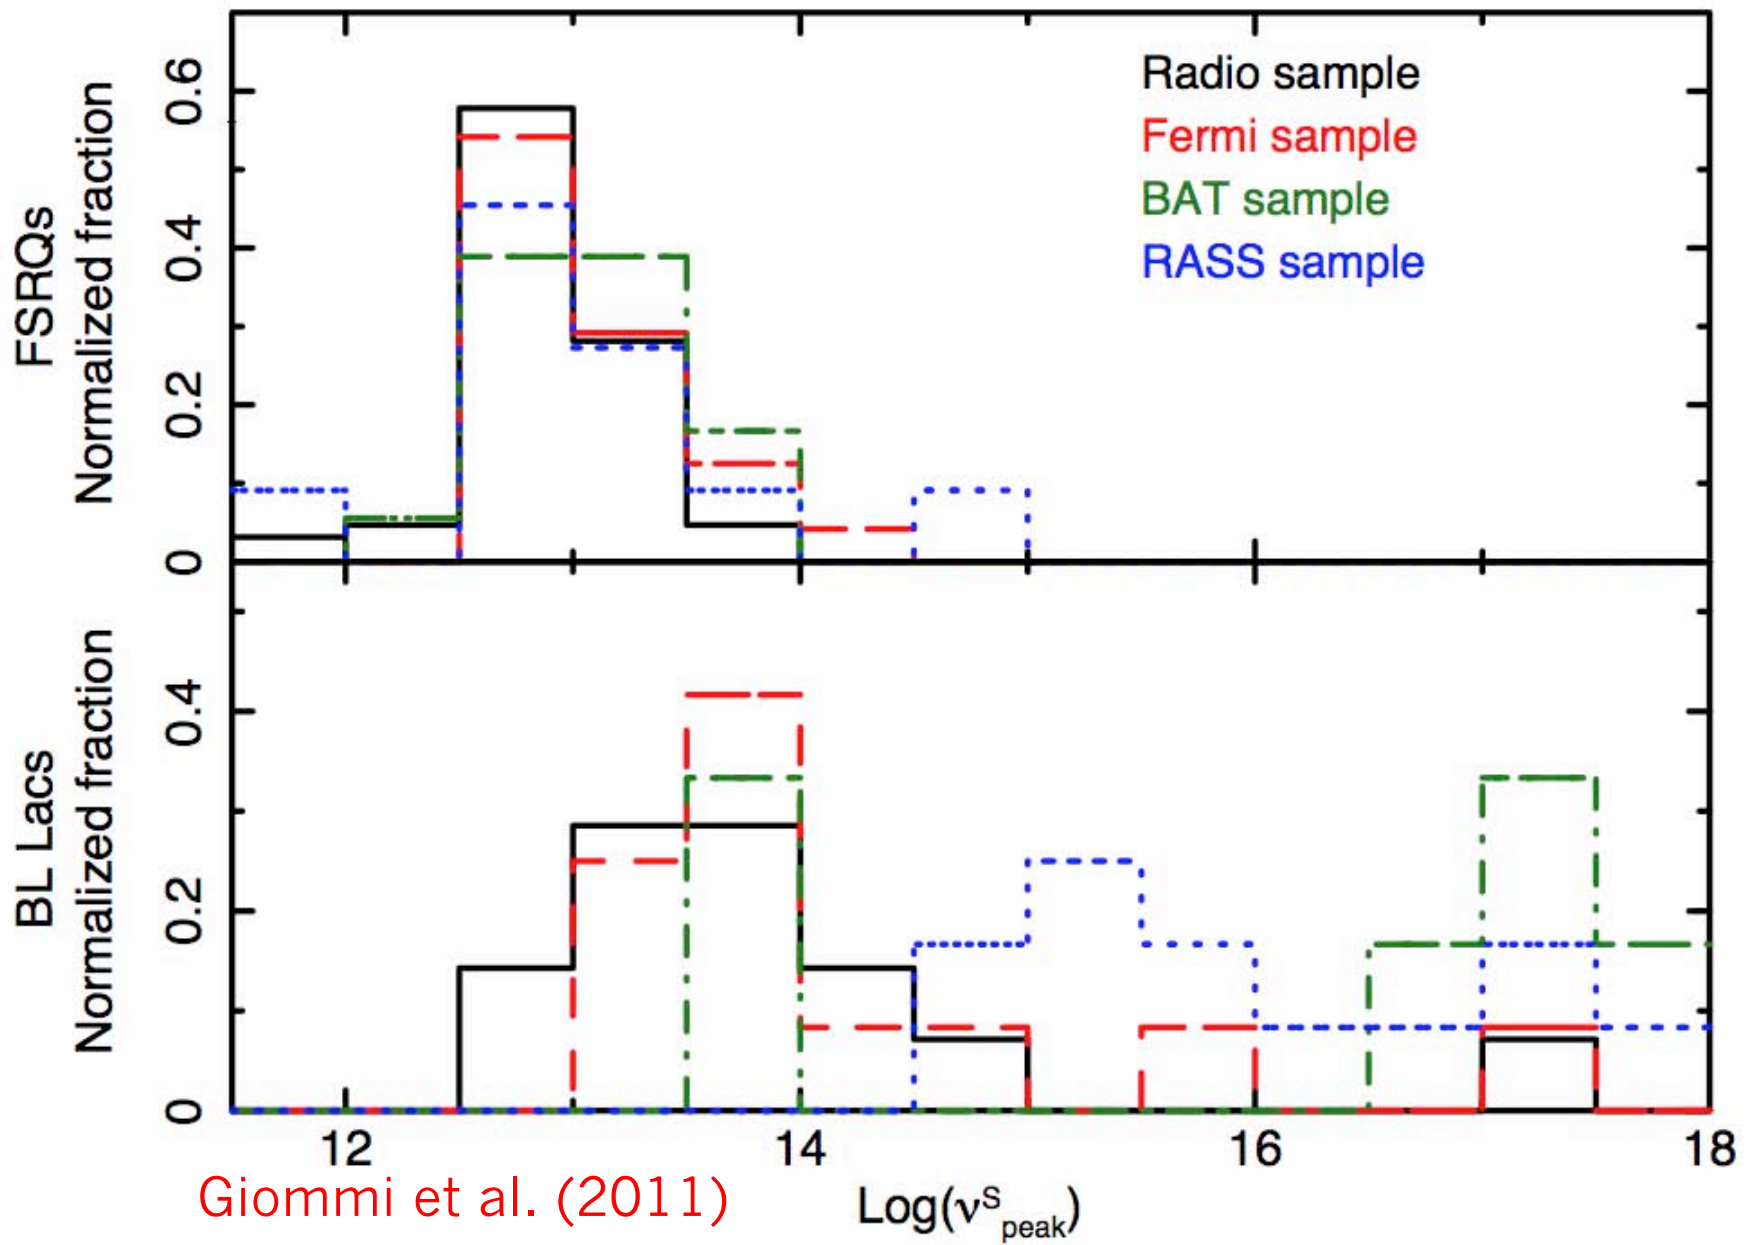 FSRQs
Normalized fraction
0.6
0.4
0.2
0
Radio sample
Fermi sample
BAT sample
RASS sample
BL Lacs
Normalized fraction
0.4
0.2
0
12
14
16
18
Log(ν^S_peak)
Giommi et al. (2011)